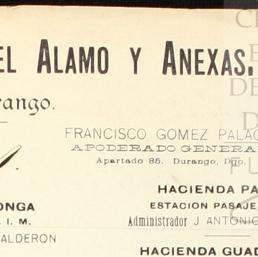 EL ALAMO Y ANEXAS.
rango.
FRANCISCO GOMEZ PALAC
APODERADO GENERA
Apartado 85. Durango, Dgo.
HACIENDA PA
ONGA
ESTACION PASAJE
I. M.
Administrador J ANTONIO
CALDERON
HACIENDA GUAD